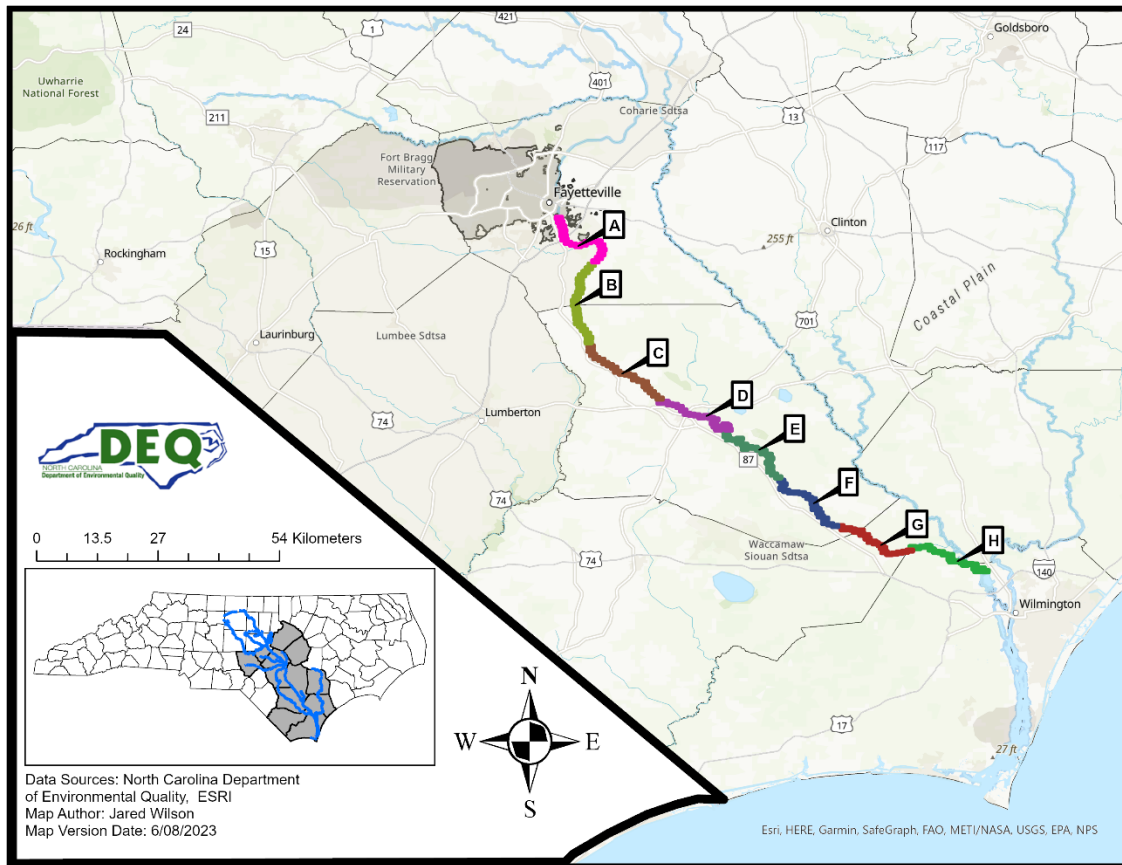 421
1
24
Goldsboro
Uwharrie
National Forest
401
Coharie Sdtsa
13
211
117
Fort Bragg
Military
Reservation
Fayetteville
A
Clinton
26 ft
15
255 ft
Rockingham
Coastal Plain
B
701
Laurinburg
Lumbee Sdtsa
C
74
Lumberton
D
E
87
DEQ
NORTH CAROLINA
Department of Environmental Quality
74
F
G
H
0 13.5 27 54 Kilometers
74
Waccamaw
Siouan Sdtsa
140
Wilmington
N
W E
S
17
27 ft
Data Sources: North Carolina Department
of Environmental Quality, ESRI
Map Author: Jared Wilson
Map Version Date: 6/08/2023
Esri, HERE, Garmin, SafeGraph, FAO, METI/NASA, USGS, EPA, NPS